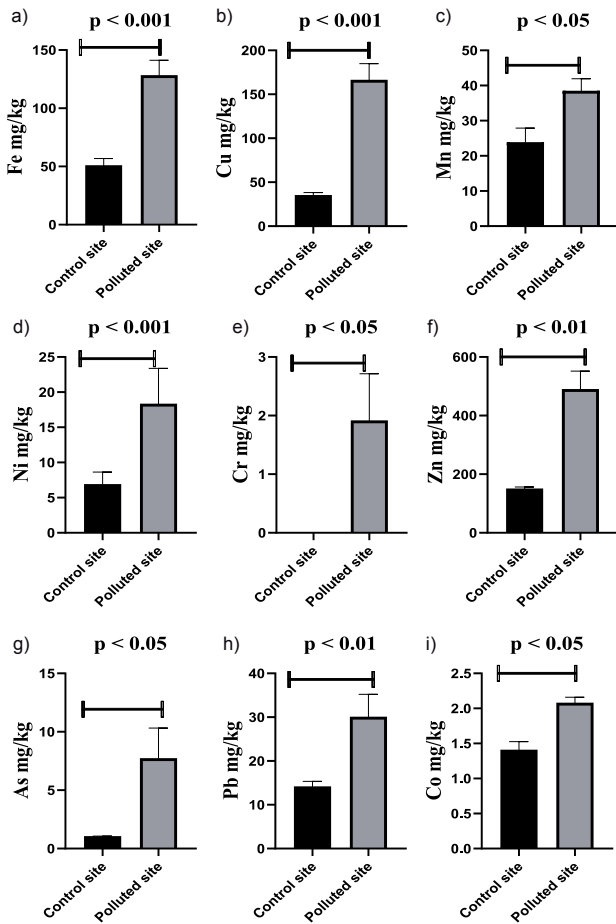 a) p < 0.001
Fe mg/kg
150
100
50
0
Control site
Polluted site
b) p < 0.001
Cu mg/kg
200
150
100
50
0
Control site
Polluted site
c) p < 0.05
Mn mg/kg
50
40
30
20
10
0
Control site
Polluted site
d) p < 0.001
Ni mg/kg
25
20
15
10
5
0
Control site
Polluted site
e) p < 0.05
Cr mg/kg
3
2
1
0
Control site
Polluted site
f) p < 0.01
Zn mg/kg
600
400
200
0
Control site
Polluted site
g) p < 0.05
As mg/kg
15
10
5
0
Control site
Polluted site
h) p < 0.01
Pb mg/kg
40
30
20
10
0
Control site
Polluted site
i) p < 0.05
Co mg/kg
2.5
2.0
1.5
1.0
0.5
0.0
Control site
Polluted site